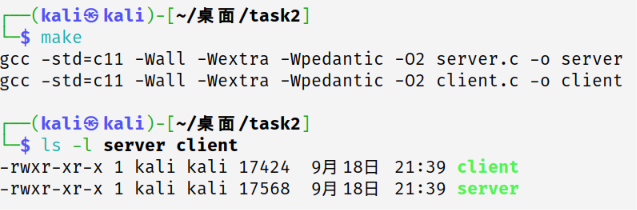 ┌──(kali㉿kali)-[~/桌面/task2]
└─$ make
gcc -std=c11 -Wall -Wextra -Wpedantic -O2 server.c -o server
gcc -std=c11 -Wall -Wextra -Wpedantic -O2 client.c -o client
┌──(kali㉿kali)-[~/桌面/task2]
└─$ ls -l server client
-rwxr-xr-x 1 kali kali 17424  9月18日 21:39 client
-rwxr-xr-x 1 kali kali 17568  9月18日 21:39 server